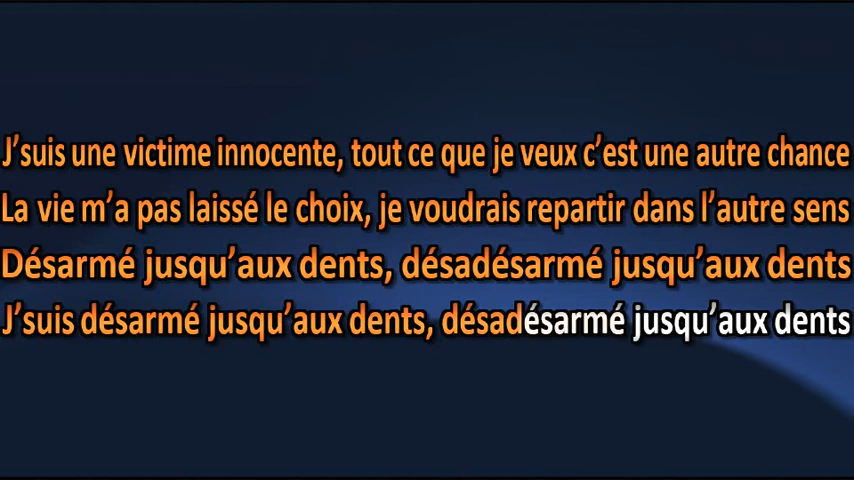 J’suis une victime innocente, tout ce que je veux c’est une autre chance
La vie m’a pas laissé le choix, je voudrais repartir dans l’autre sens
Désarmé jusqu’aux dents, désadésarmé jusqu’aux dents
J’suis désarmé jusqu’aux dents, désadésarmé jusqu’aux dents